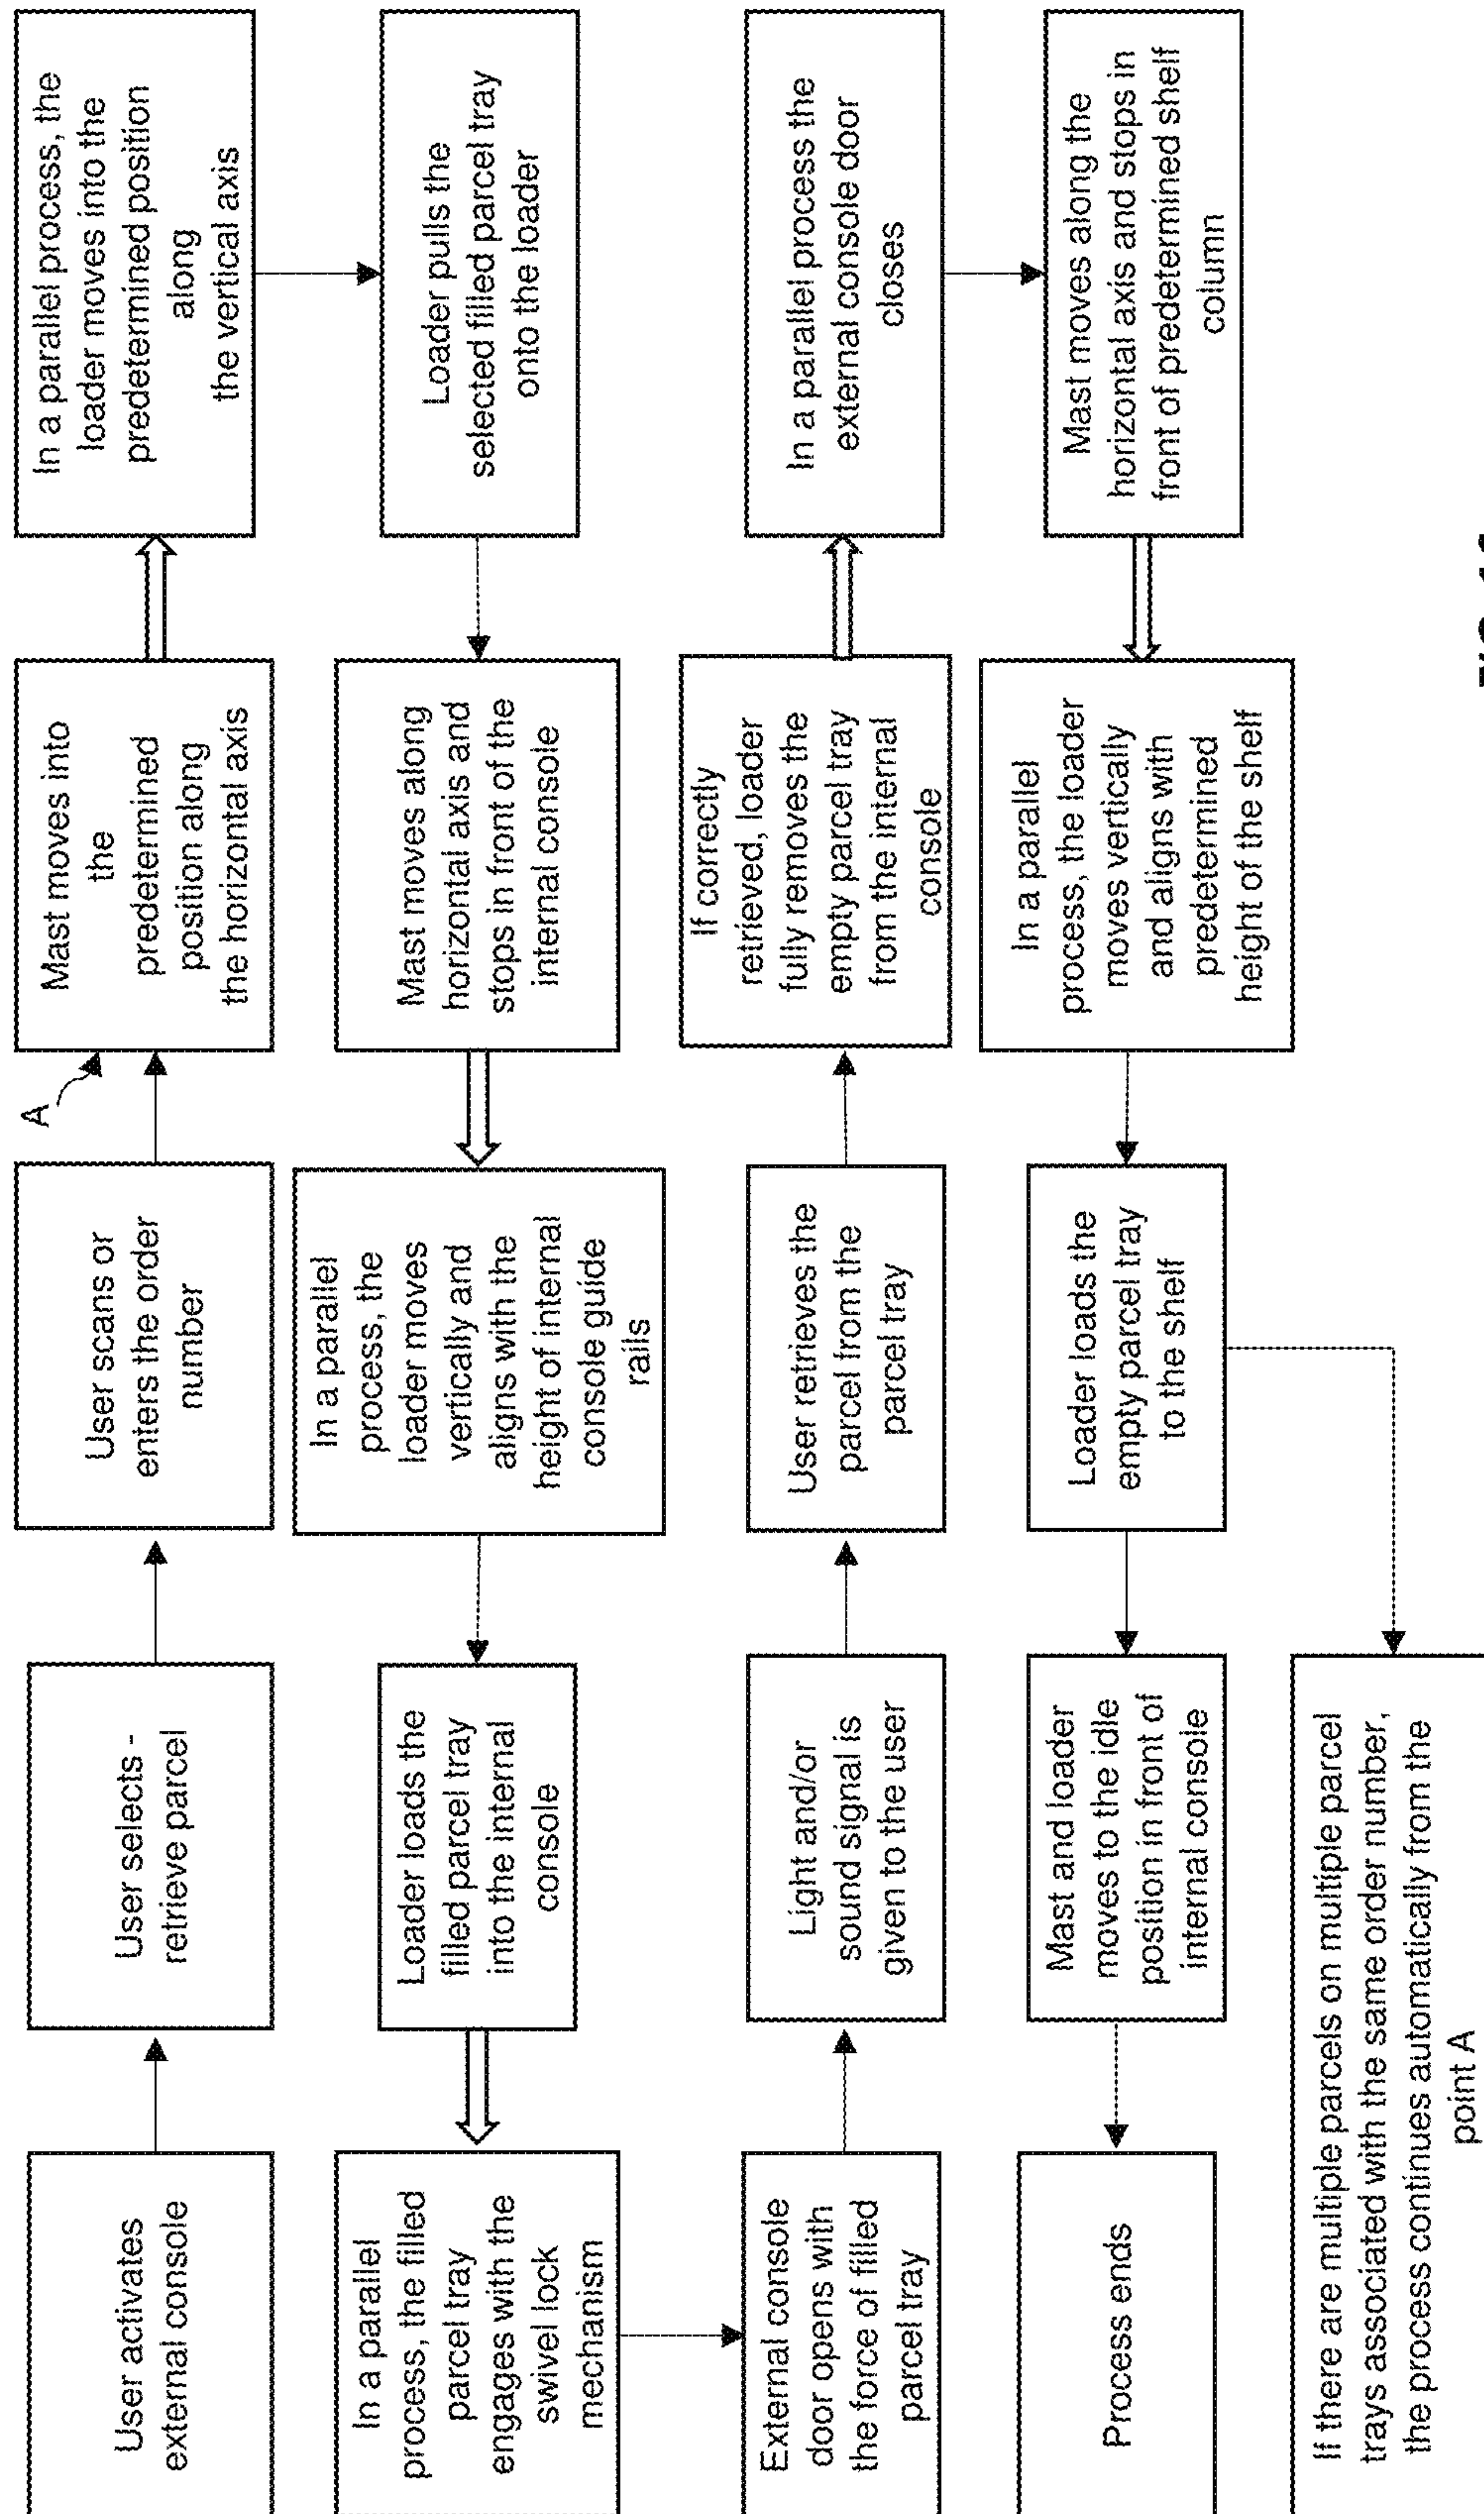 User activates
external console
User selects -
retrieve parcel
User scans or
enters the order
number
A
Mast moves into
the
predetermined
position along
the horizontal axis
In a parallel process, the
loader moves into the
predetermined position
along
the vertical axis
Loader pulls the
selected filled parcel tray
onto the loader
Mast moves along
horizontal axis and
stops in front of the
internal console
In a parallel
process, the
loader moves
vertically and
aligns with the
height of internal
console guide
rails
Loader loads the
filled parcel tray
into the internal
console
In a parallel
process, the filled
parcel tray
engages with the
swivel lock
mechanism
External console
door opens with
the force of filled
parcel tray
Light and/or
sound signal is
given to the user
User retrieves the
parcel from the
parcel tray
If correctly
retrieved, loader
fully removes the
empty parcel tray
from the internal
console
In a parallel process the
external console door
closes
Mast moves along the
horizontal axis and stops in
front of predetermined shelf
column
In a parallel
process, the loader
moves vertically
and aligns with
predetermined
height of the shelf
Loader loads the
empty parcel tray
to the shelf
Mast and loader
moves to the idle
position in front of
internal console
Process ends
If there are multiple parcels on multiple parcel
trays associated with the same order number,
the process continues automatically from the
point A